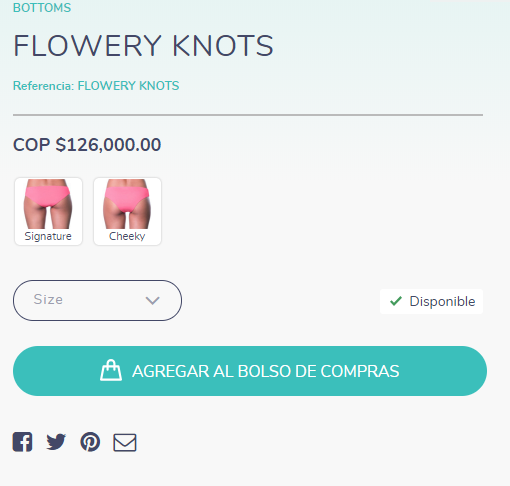 BOTTOMS
FLOWERY KNOTS
Referencia: FLOWERY KNOTS
COP $126,000.00
Signature Cheeky
Size
Disponible
AGREGAR AL BOLSO DE COMPRAS